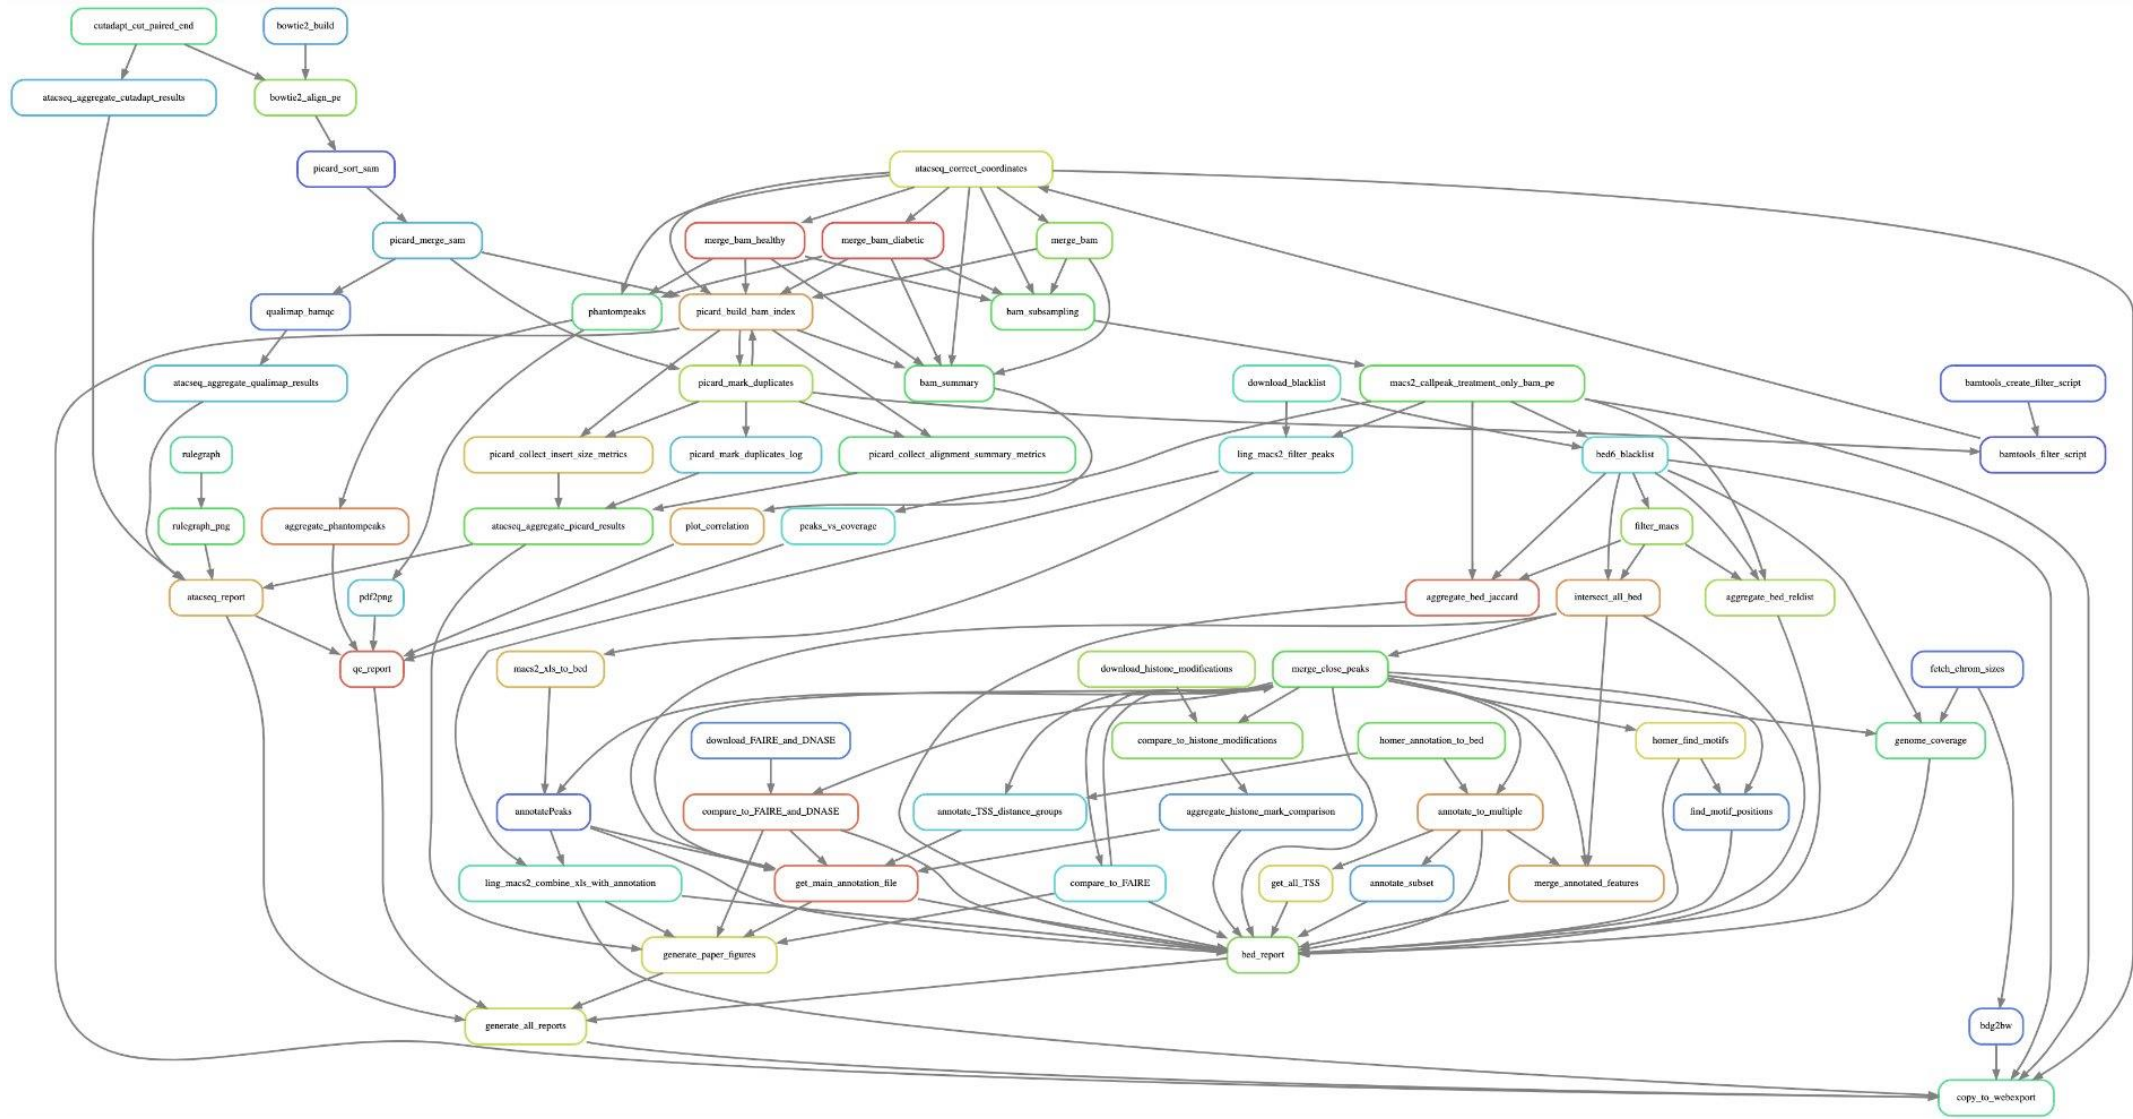 cutadapt_cut_paired_end
bowtie2_build
atacseq_aggregate_cutadapt_results
bowtie2_align_pe
picard_sort_sam
atacseq_correct_coordinates
picard_merge_sam
merge_bam_healthy
merge_bam_diabetic
merge_bam
qualimap_bamqc
phantompeaks
picard_build_bam_index
bam_subsampling
atacseq_aggregate_qualimap_results
picard_mark_duplicates
bam_summary
download_blacklist
macs2_callpeak_treatment_only_bam_pe
bamtools_create_filter_script
rulegraph
picard_collect_insert_size_metrics
picard_mark_duplicates_log
picard_collect_alignment_summary_metrics
ling_macs2_filter_peaks
bed6_blacklist
bamtools_filter_script
rulegraph_png
aggregate_phantompeaks
atacseq_aggregate_picard_results
plot_correlation
peaks_vs_coverage
filter_macs
atacseq_report
pdf2png
aggregate_bed_jaccard
intersect_all_bed
aggregate_bed_reldist
qc_report
macs2_xls_to_bed
download_histone_modifications
merge_close_peaks
fetch_chrom_sizes
download_FAIRE_and_DNASE
compare_to_histone_modifications
homer_annotation_to_bed
homer_find_motifs
genome_coverage
annotatePeaks
compare_to_FAIRE_and_DNASE
annotate_TSS_distance_groups
aggregate_histone_mark_comparison
annotate_to_multiple
find_motif_positions
ling_macs2_combine_xls_with_annotation
get_main_annotation_file
compare_to_FAIRE
get_all_TSS
annotate_subset
merge_annotated_features
generate_paper_figures
bed_report
generate_all_reports
bdg2bw
copy_to_webexport